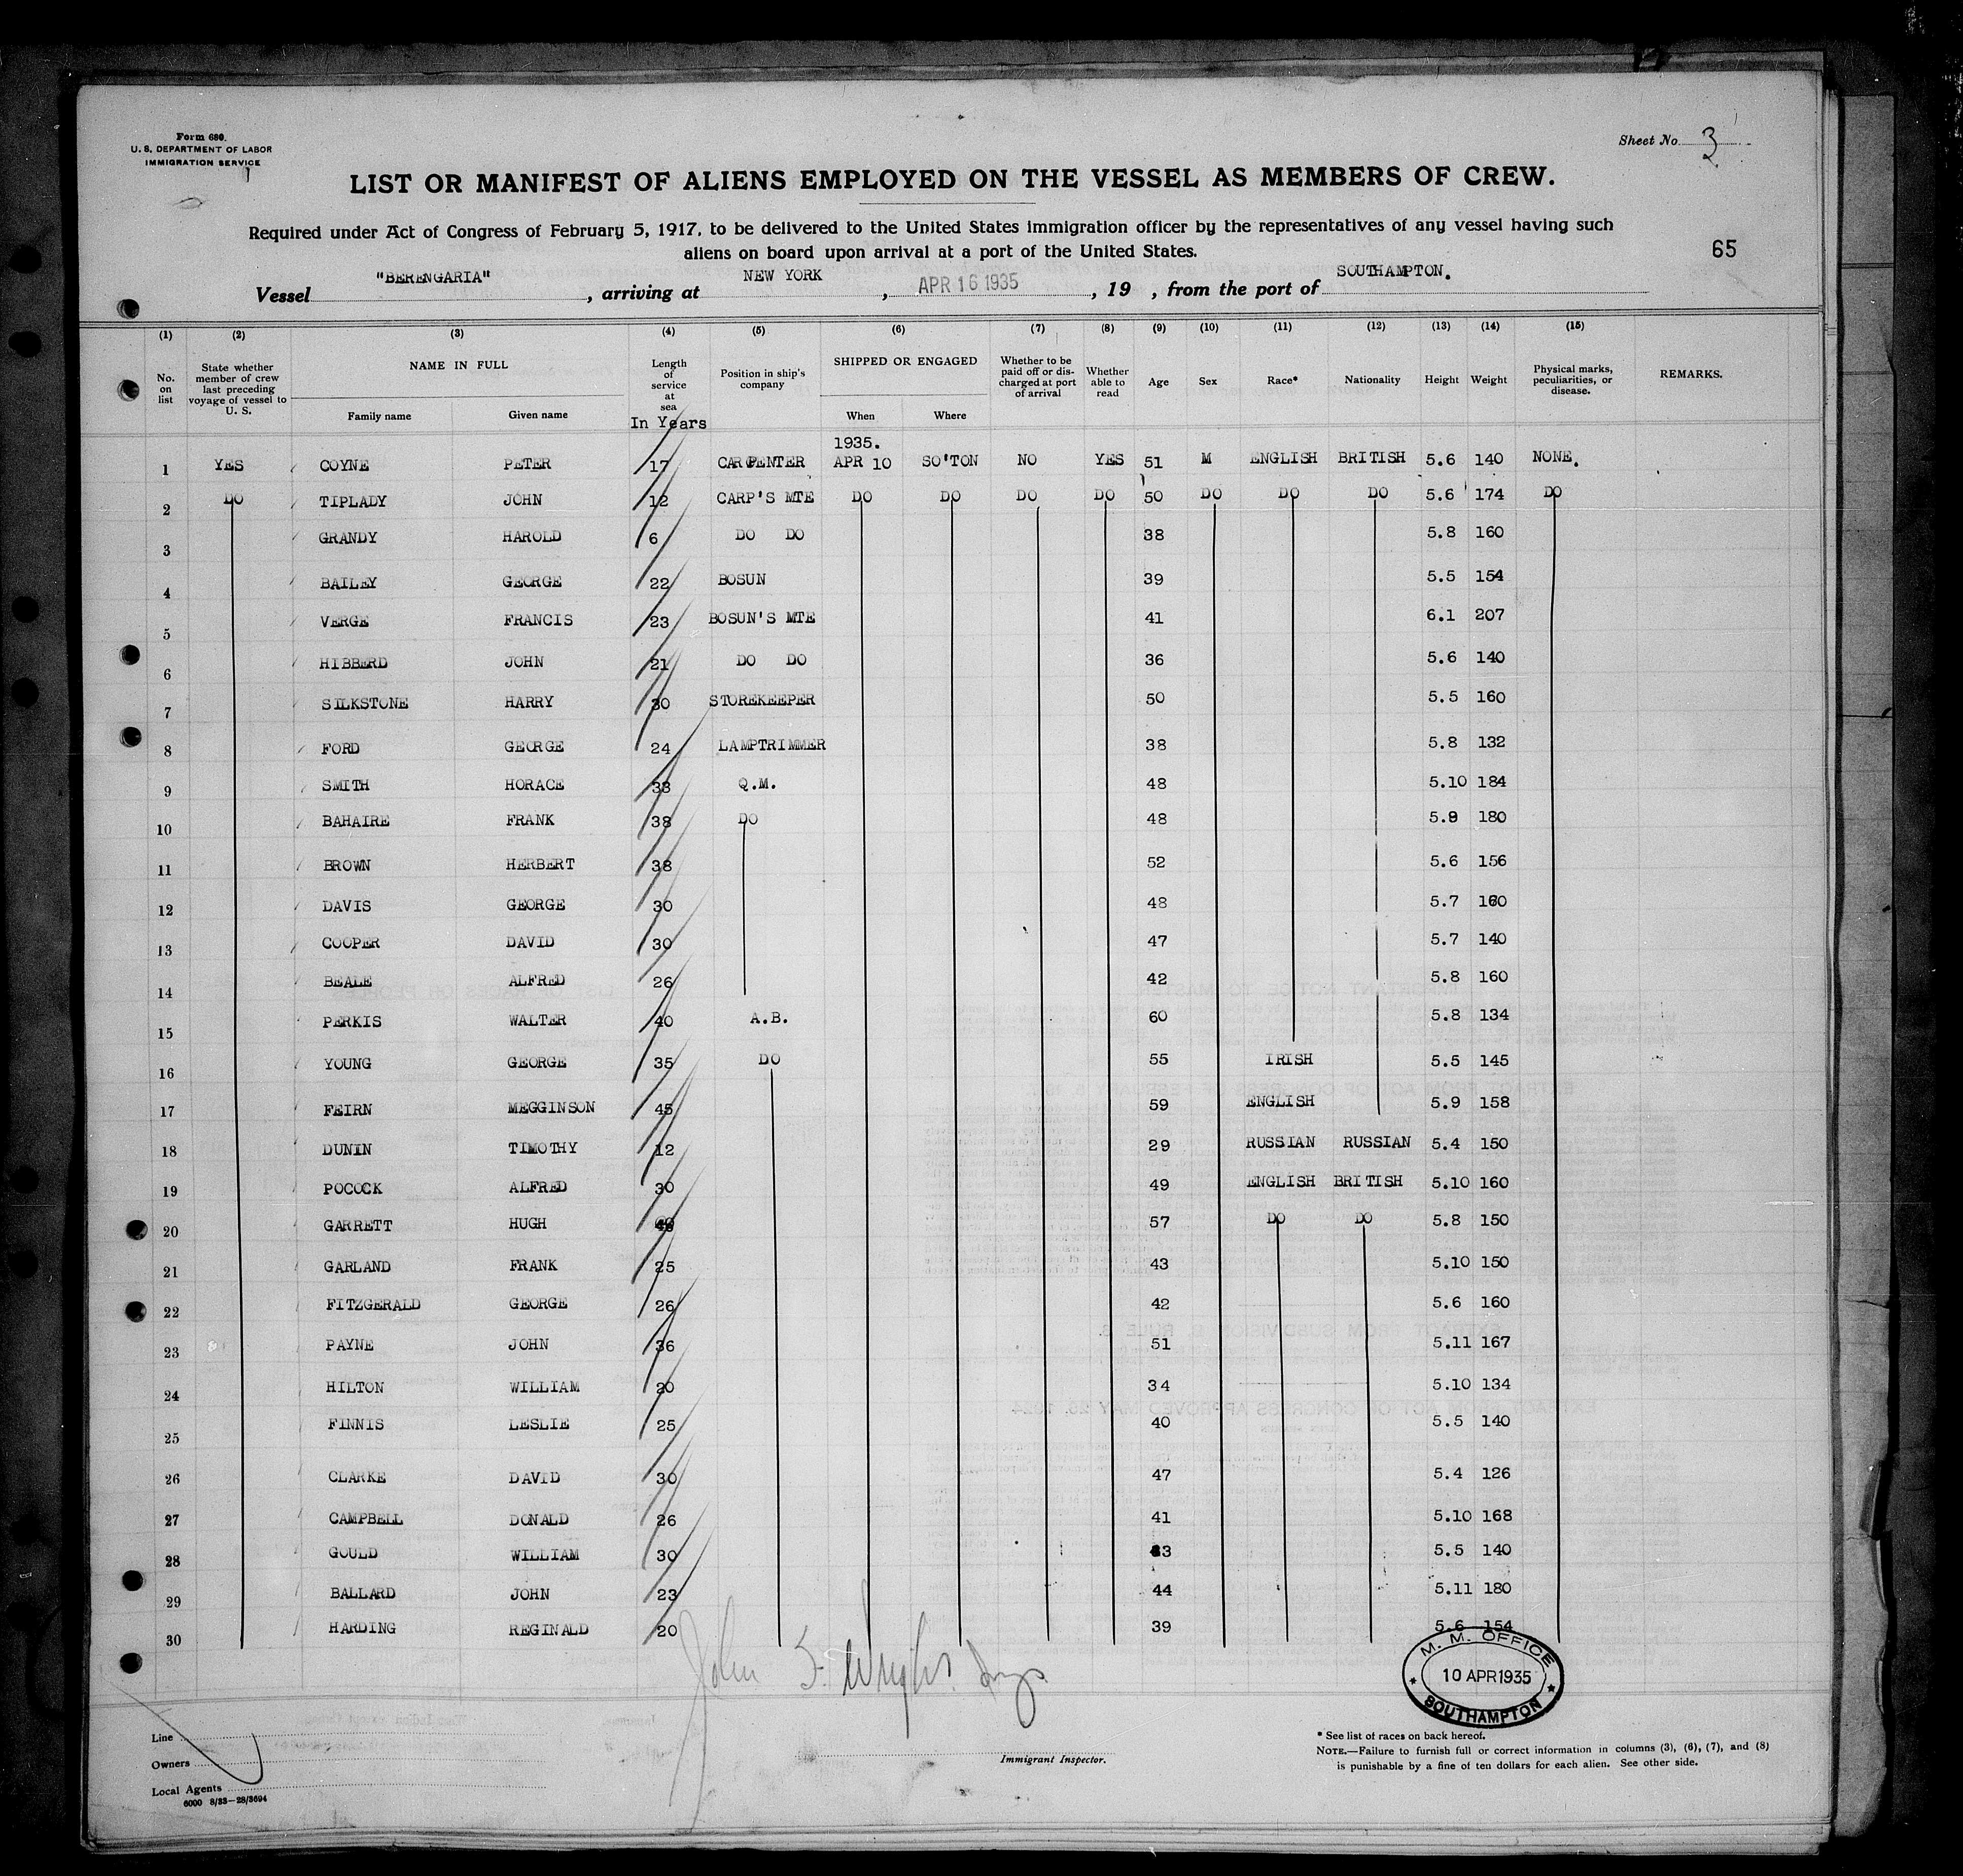 Form 680.
U. S. DEPARTMENT OF LABOR
IMMIGRATION SERVICE
Sheet No. 3
LIST OR MANIFEST OF ALIENS EMPLOYED ON THE VESSEL AS MEMBERS OF CREW.
Required under Act of Congress of February 5, 1917, to be delivered to the United States immigration officer by the representatives of any vessel having such
aliens on board upon arrival at a port of the United States.
65
Vessel "BERENGARIA", arriving at NEW YORK, APR 16 1935, 19 , from the port of SOUTHAMPTON.
(1) (2) (3) (4) (5) (6) (7) (8) (9) (10) (11) (12) (13) (14) (15)
No. on list State whether member of crew last preceding voyage of vessel to U. S. NAME IN FULL Family name Given name Length of service at sea In Years Position in ship's company SHIPPED OR ENGAGED When Where Whether to be paid off or discharged at port of arrival Whether able to read Age Sex Race* Nationality Height Weight Physical marks, peculiarities, or disease. REMARKS.
1935.
1 YES COYNE PETER 17 CARPENTER APR 10 SO'TON NO YES 51 M ENGLISH BRITISH 5.6 140 NONE.
2 DO TIPLADY JOHN 12 CARP'S MTE DO DO DO DO 50 DO DO DO 5.6 174 DO
3 GRANDY HAROLD 6 DO DO 38 5.8 160
4 BAILEY GEORGE 22 BOSUN 39 5.5 154
5 VERGE FRANCIS 23 BOSUN'S MTE 41 6.1 207
6 HIBBERD JOHN 21 DO DO 36 5.6 140
7 SILKSTONE HARRY 30 STOREKEEPER 50 5.5 160
8 FORD GEORGE 24 LAMPTRIMMER 38 5.8 132
9 SMITH HORACE 33 Q.M. 48 5.10 184
10 BAHAIRE FRANK 38 DO 48 5.9 180
11 BROWN HERBERT 38 52 5.6 156
12 DAVIS GEORGE 30 48 5.7 160
13 COOPER DAVID 30 47 5.7 140
14 BEALE ALFRED 26 42 5.8 160
15 PERKIS WALTER 40 A.B. 60 5.8 134
16 YOUNG GEORGE 35 DO 55 IRISH 5.5 145
17 FEIRN MEGGINSON 45 59 ENGLISH 5.9 158
18 DUNIN TIMOTHY 12 29 RUSSIAN RUSSIAN 5.4 150
19 POCOCK ALFRED 30 49 ENGLISH BRITISH 5.10 160
20 GARRETT HUGH 57 DO DO 5.8 150
21 GARLAND FRANK 25 43 5.10 150
22 FITZGERALD GEORGE 26 42 5.6 160
23 PAYNE JOHN 36 51 5.11 167
24 HILTON WILLIAM 20 34 5.10 134
25 FINNIS LESLIE 25 40 5.5 140
26 CLARKE DAVID 30 47 5.4 126
27 CAMPBELL DONALD 26 41 5.10 168
28 GOULD WILLIAM 30 5.5 140
29 BALLARD JOHN 23 44 5.11 180
30 HARDING REGINALD 20 39 5.6 154
John S. Wright
M. M. OFFICE
10 APR 1935
SOUTHAMPTON
Line
Owners
Local Agents
6000 8/33—28/3694
Immigrant Inspector.
* See list of races on back hereof.
NOTE.—Failure to furnish full or correct information in columns (3), (6), (7), and (8)
is punishable by a fine of ten dollars for each alien. See other side.